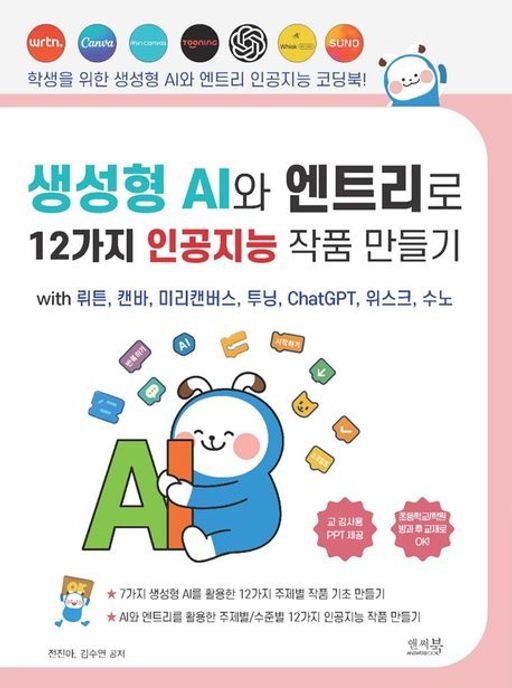 wrtn.
Canva
miricanvas
TOONING
Whisk
SUNO
학생을 위한 생성형 AI와 엔트리 인공지능 코딩북!
생성형 AI와 엔트리로
12가지 인공지능 작품 만들기
with 뤼튼, 캔바, 미리캔버스, 투닝, ChatGPT, 위스크, 수노
반복하기
AI
시작하기
AI
교 강사용
PPT 제공
초등학교/학원
방과 후 교재로
OK!
OK
★ 7가지 생성형 AI를 활용한 12가지 주제별 작품 기초 만들기
★ AI와 엔트리를 활용한 주제별/수준별 12가지 인공지능 작품 만들기
전진아, 김수연 공저
앤써북
ANSWERBOOK